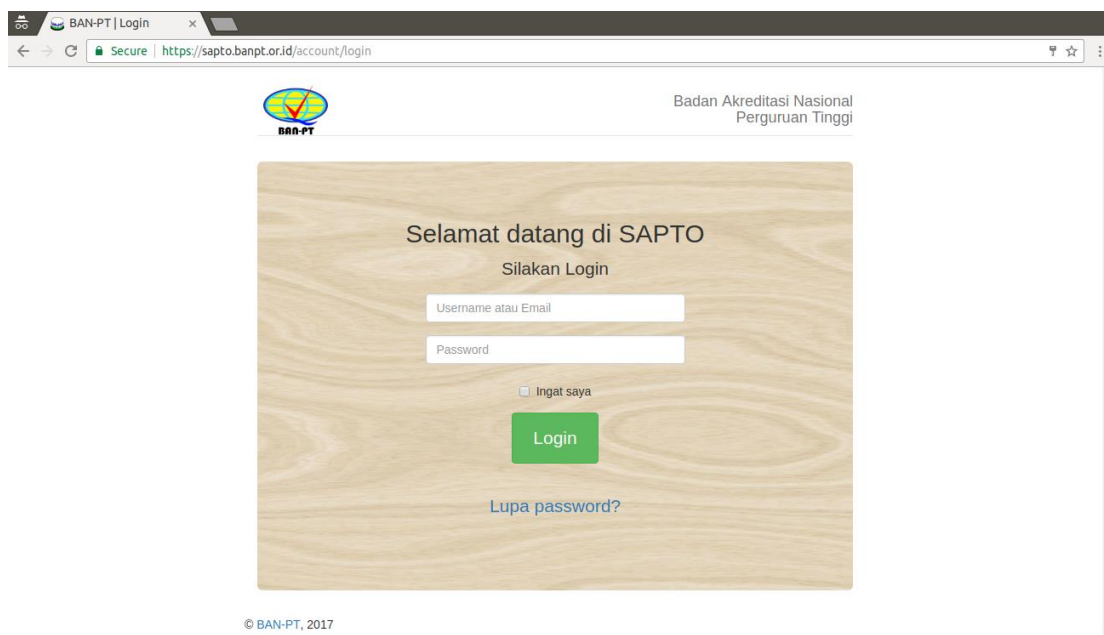 BAN-PT | Login
Secure | https://sapto.banpt.or.id/account/login
BAN-PT
Badan Akreditasi Nasional
Perguruan Tinggi
Selamat datang di SAPTO
Silakan Login
Username atau Email
Password
Ingat saya
Login
Lupa password?
© BAN-PT, 2017